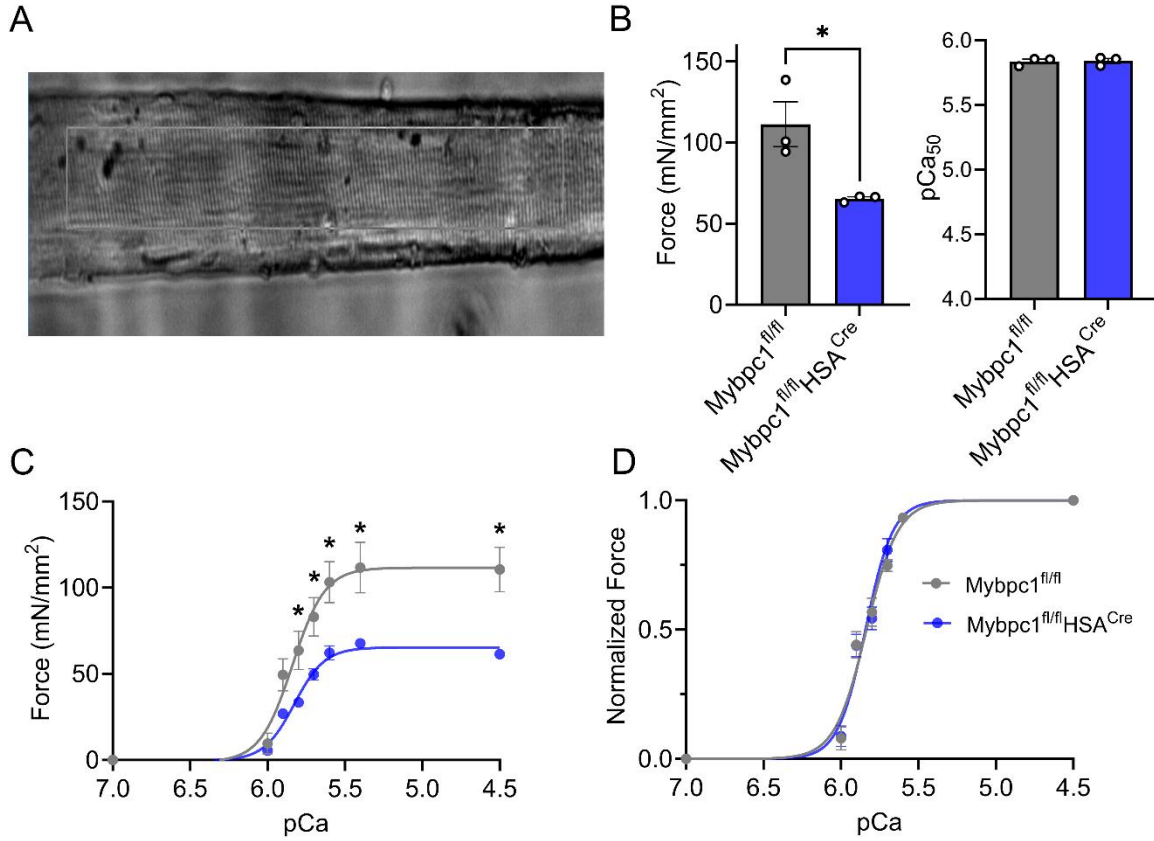 A
B
*
Force (mN/mm²)
150
100
50
0
Mybpc1^fl/fl
Mybpc1^fl/fl HSA^Cre
pCa₅₀
6.0
5.5
5.0
4.5
4.0
Mybpc1^fl/fl
Mybpc1^fl/fl HSA^Cre
C
Force (mN/mm²)
150
100
50
0
* * * * *
7.0 6.5 6.0 5.5 5.0 4.5
pCa
D
Normalized Force
1.0
0.5
0.0
7.0 6.5 6.0 5.5 5.0 4.5
pCa
Mybpc1^fl/fl
Mybpc1^fl/fl HSA^Cre